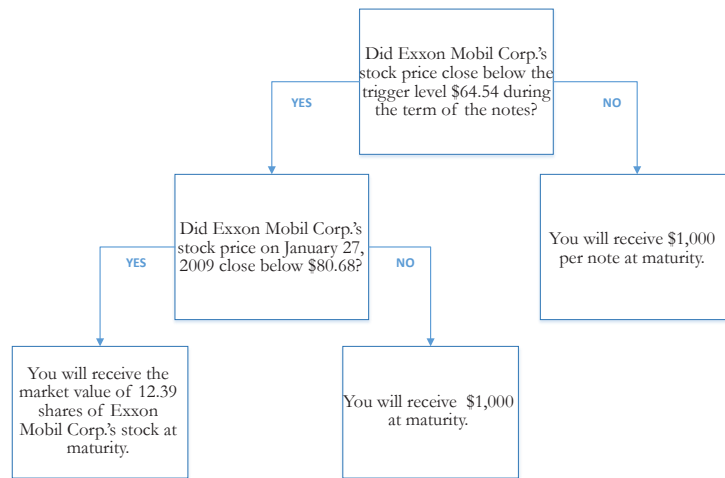 Did Exxon Mobil Corp.'s
stock price close below the
trigger level $64.54 during
the term of the notes?
YES
NO
Did Exxon Mobil Corp.'s
stock price on January 27,
2009 close below $80.68?
You will receive $1,000
per note at maturity.
YES
NO
You will receive the
market value of 12.39
shares of Exxon
Mobil Corp.'s stock at
maturity.
You will receive $1,000
at maturity.